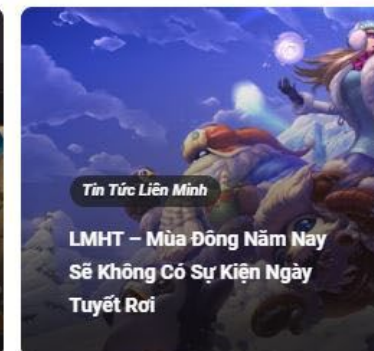 Tin Tức Liên Minh
LMHT – Mùa Đông Năm Nay
Sẽ Không Có Sự Kiện Ngày
Tuyết Rơi